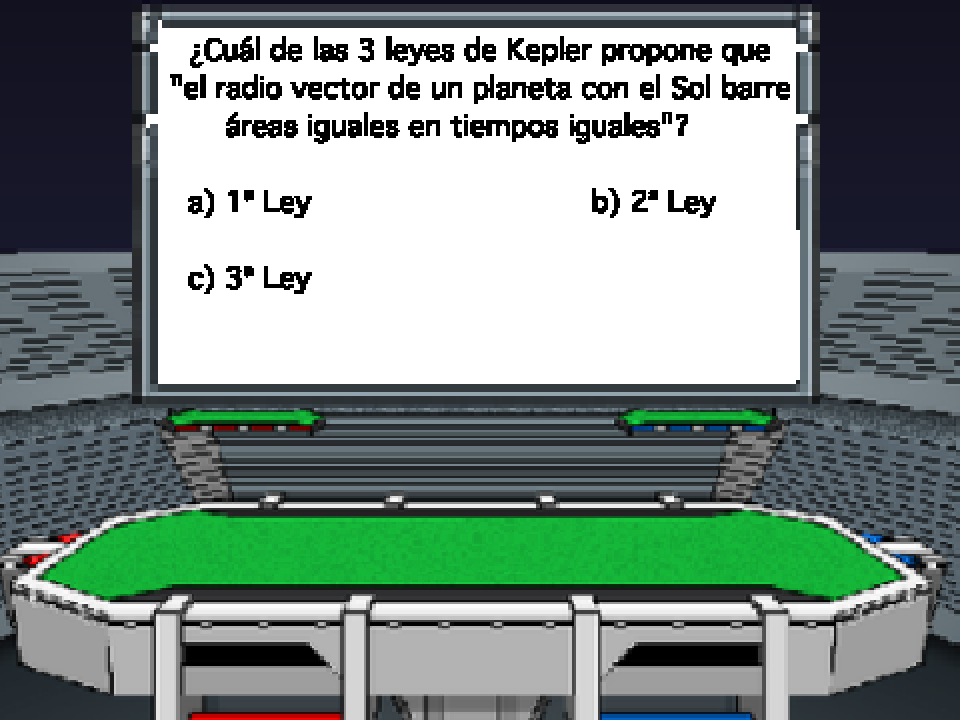 ¿Cuál de las 3 leyes de Kepler propone que
"el radio vector de un planeta con el Sol barre
áreas iguales en tiempos iguales"?
a) 1ª Ley b) 2ª Ley
c) 3ª Ley